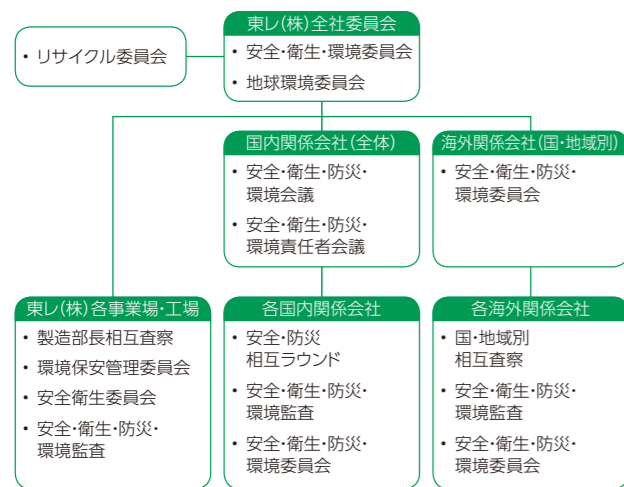 東レ（株）全社委員会
・リサイクル委員会
・安全・衛生・環境委員会
・地球環境委員会
国内関係会社（全体）
・安全・衛生・防災・
環境会議
・安全・衛生・防災・
環境責任者会議
海外関係会社（国・地域別）
・安全・衛生・防災・
環境委員会
東レ（株）各事業場・工場
・製造部長相互査察
・環境保安管理委員会
・安全衛生委員会
・安全・衛生・防災・
環境監査
各国内関係会社
・安全・防災
相互ラウンド
・安全・衛生・防災・
環境監査
・安全・衛生・防災・
環境委員会
各海外関係会社
・国・地域別
相互査察
・安全・衛生・防災・
環境監査
・安全・衛生・防災・
環境委員会